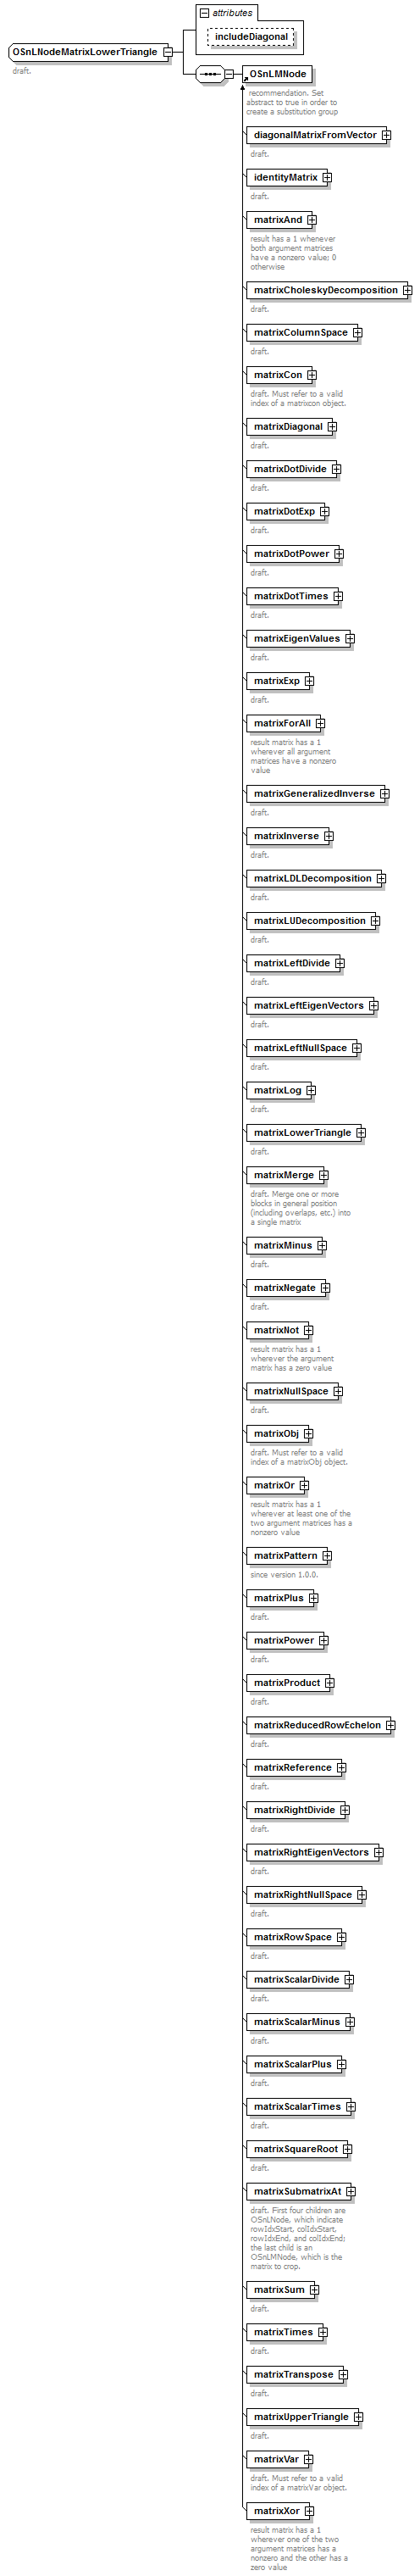 attributes
includeDiagonal
OSnLNodeMatrixLowerTriangle
draft.
OSnLMNode
recommendation. Set
abstract to true in order to
create a substitution group
diagonalMatrixFromVector
draft.
identityMatrix
draft.
matrixAnd
result has a 1 whenever
both argument matrices
have a nonzero value; 0
otherwise
matrixCholeskyDecomposition
draft.
matrixColumnSpace
draft.
matrixCon
draft. Must refer to a valid
index of a matrixcon object.
matrixDiagonal
draft.
matrixDotDivide
draft.
matrixDotExp
draft.
matrixDotPower
draft.
matrixDotTimes
draft.
matrixEigenValues
draft.
matrixExp
draft.
matrixForAll
result matrix has a 1
wherever all argument
matrices have a nonzero
value
matrixGeneralizedInverse
draft.
matrixInverse
draft.
matrixLDLDecomposition
draft.
matrixLUDecomposition
draft.
matrixLeftDivide
draft.
matrixLeftEigenVectors
draft.
matrixLeftNullSpace
draft.
matrixLog
draft.
matrixLowerTriangle
draft.
matrixMerge
draft. Merge one or more
blocks in general position
(including overlaps. etc.) into
a single matrix
matrixMinus
draft.
matrixNegate
draft.
matrixNot
result matrix has a 1
wherever the argument
matrix has a zero value
matrixNullSpace
draft.
matrixObj
draft. Must refer to a valid
index of a matrixObj object.
matrixOr
result matrix has a 1
wherever at least one of the
two argument matrices has a
nonzero value
matrixPattern
since version 1.0.0.
matrixPlus
draft.
matrixPower
draft.
matrixProduct
draft.
matrixReducedRowEchelon
draft.
matrixReference
draft.
matrixRightDivide
draft.
matrixRightEigenVectors
draft.
matrixRightNullSpace
draft.
matrixRowSpace
draft.
matrixScalarDivide
draft.
matrixScalarMinus
draft.
matrixScalarPlus
draft.
matrixScalarTimes
draft.
matrixSquareRoot
draft.
matrixSubmatrixAt
draft. First four children are
OSnLNode, which indicate
rowIdxStart, colIdxStart,
rowIdxEnd, and colIdxEnd;
the last child is an
OSnLMNode, which is the
matrix to crop.
matrixSum
draft.
matrixTimes
draft.
matrixTranspose
draft.
matrixUpperTriangle
draft.
matrixVar
draft. Must refer to a valid
index of a matrixVar object.
matrixXor
result matrix has a 1
wherever one of the two
argument matrices has a
nonzero and the other has a
zero value